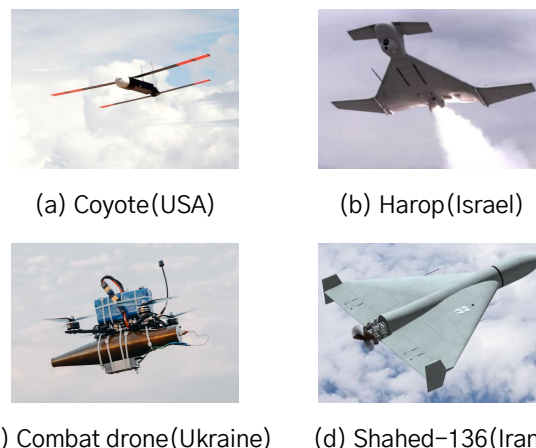 (a) Coyote(USA)
(b) Harop(Israel)
) Combat drone(Ukraine)
(d) Shahed-136(Iran